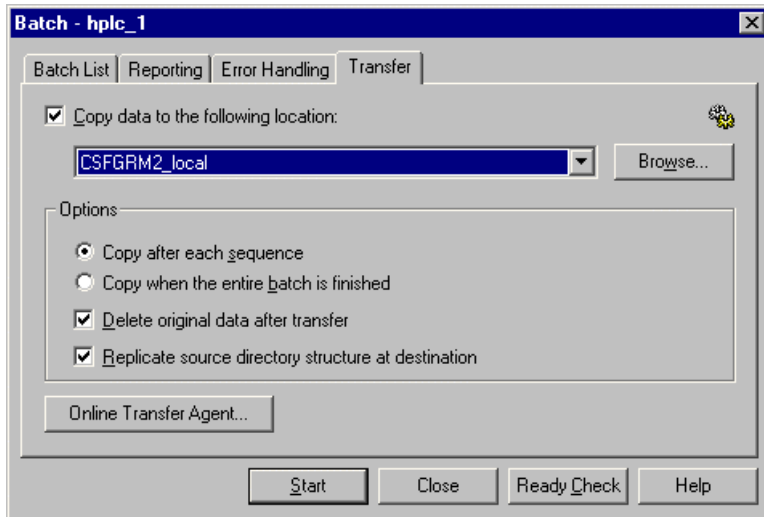 Batch - hplc_1
Batch List Reporting Error Handling Transfer
Copy data to the following location:
CSFGRM2_local Browse...
Options
Copy after each sequence
Copy when the entire batch is finished
Delete original data after transfer
Replicate source directory structure at destination
Online Transfer Agent...
Start Close Ready Check Help